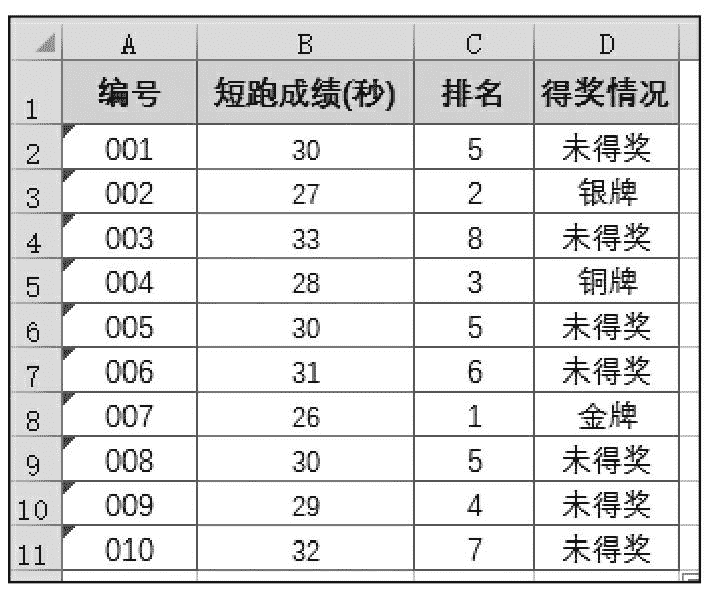 A B C D
1 编号 短跑成绩(秒) 排名 得奖情况
2 001 30 5 未得奖
3 002 27 2 银牌
4 003 33 8 未得奖
5 004 28 3 铜牌
6 005 30 5 未得奖
7 006 31 6 未得奖
8 007 26 1 金牌
9 008 30 5 未得奖
10 009 29 4 未得奖
11 010 32 7 未得奖